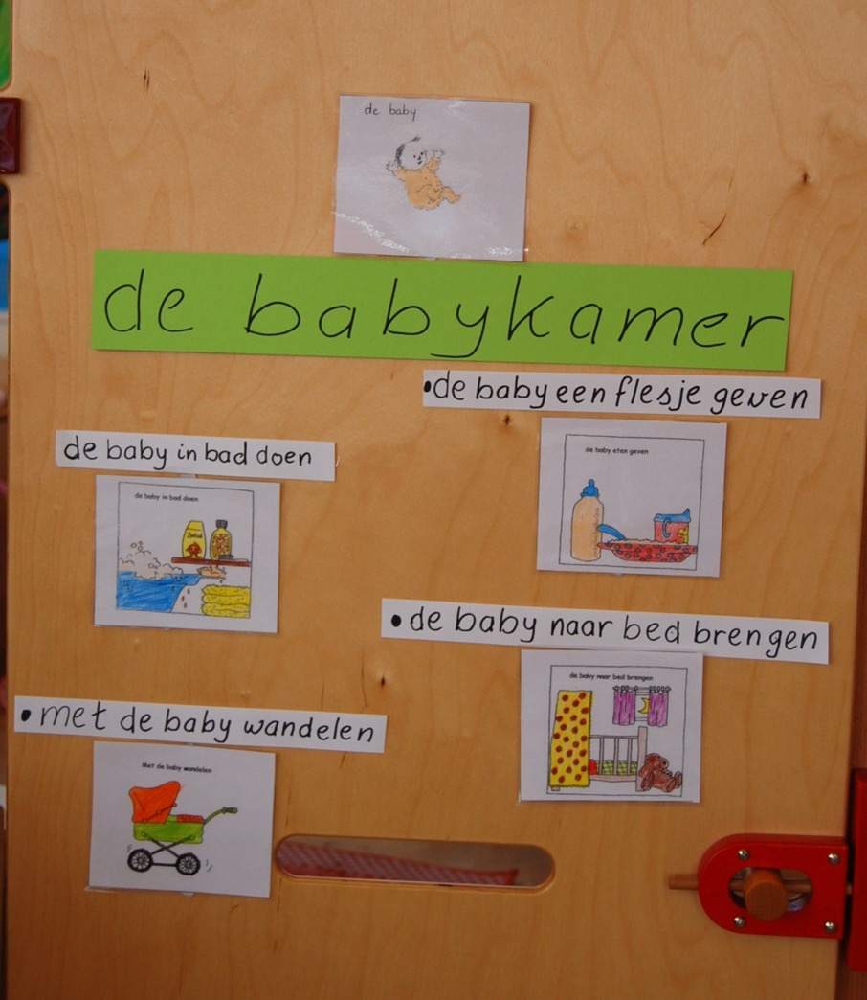 de baby
de babykamer
•de baby een flesje geven
de baby eten geven
de baby in bad doen
de baby in bad doen
•de baby naar bed brengen
de baby naar bed brengen
•met de baby wandelen
Met de baby wandelen